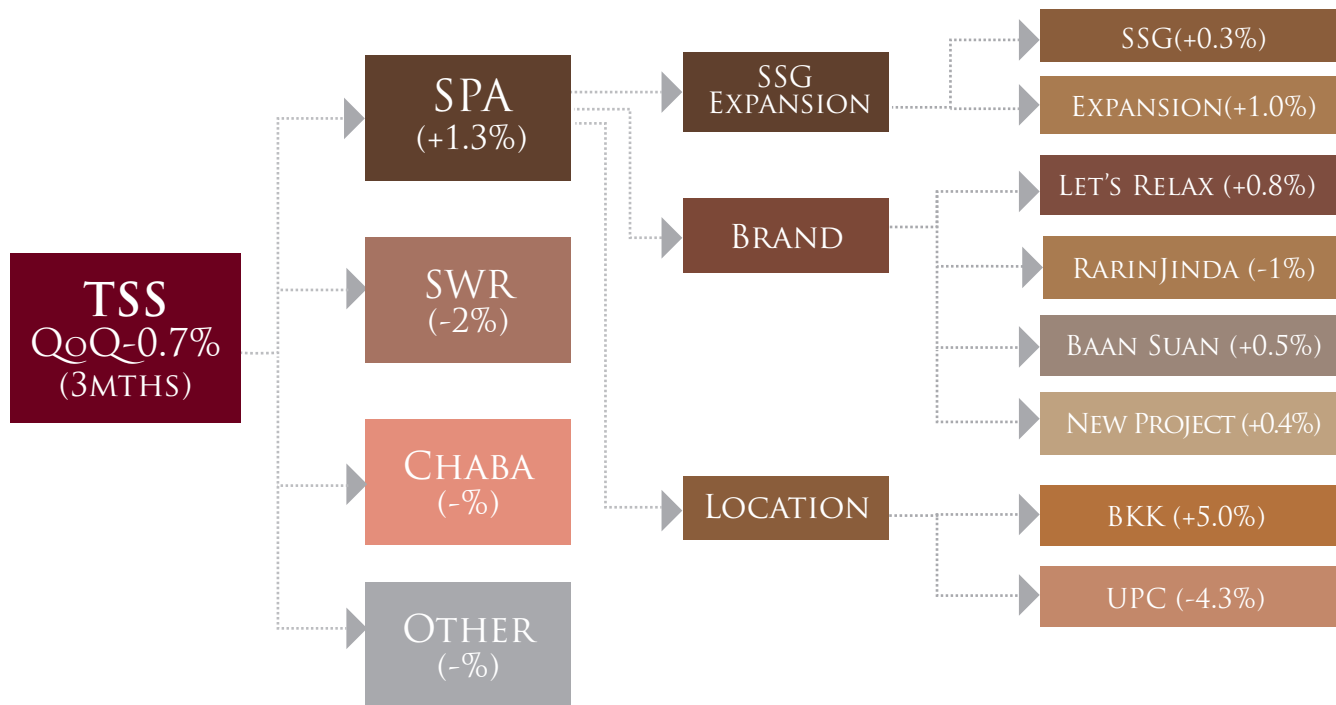 TSS
QoQ-0.7%
(3MTHS)
SPA
(+1.3%)
SWR
(-2%)
CHABA
(-%)
OTHER
(-%)
SSG
EXPANSION
BRAND
LOCATION
SSG(+0.3%)
EXPANSION(+1.0%)
LET'S RELAX (+0.8%)
RARINJINDA (-1%)
BAAN SUAN (+0.5%)
NEW PROJECT (+0.4%)
BKK (+5.0%)
UPC (-4.3%)